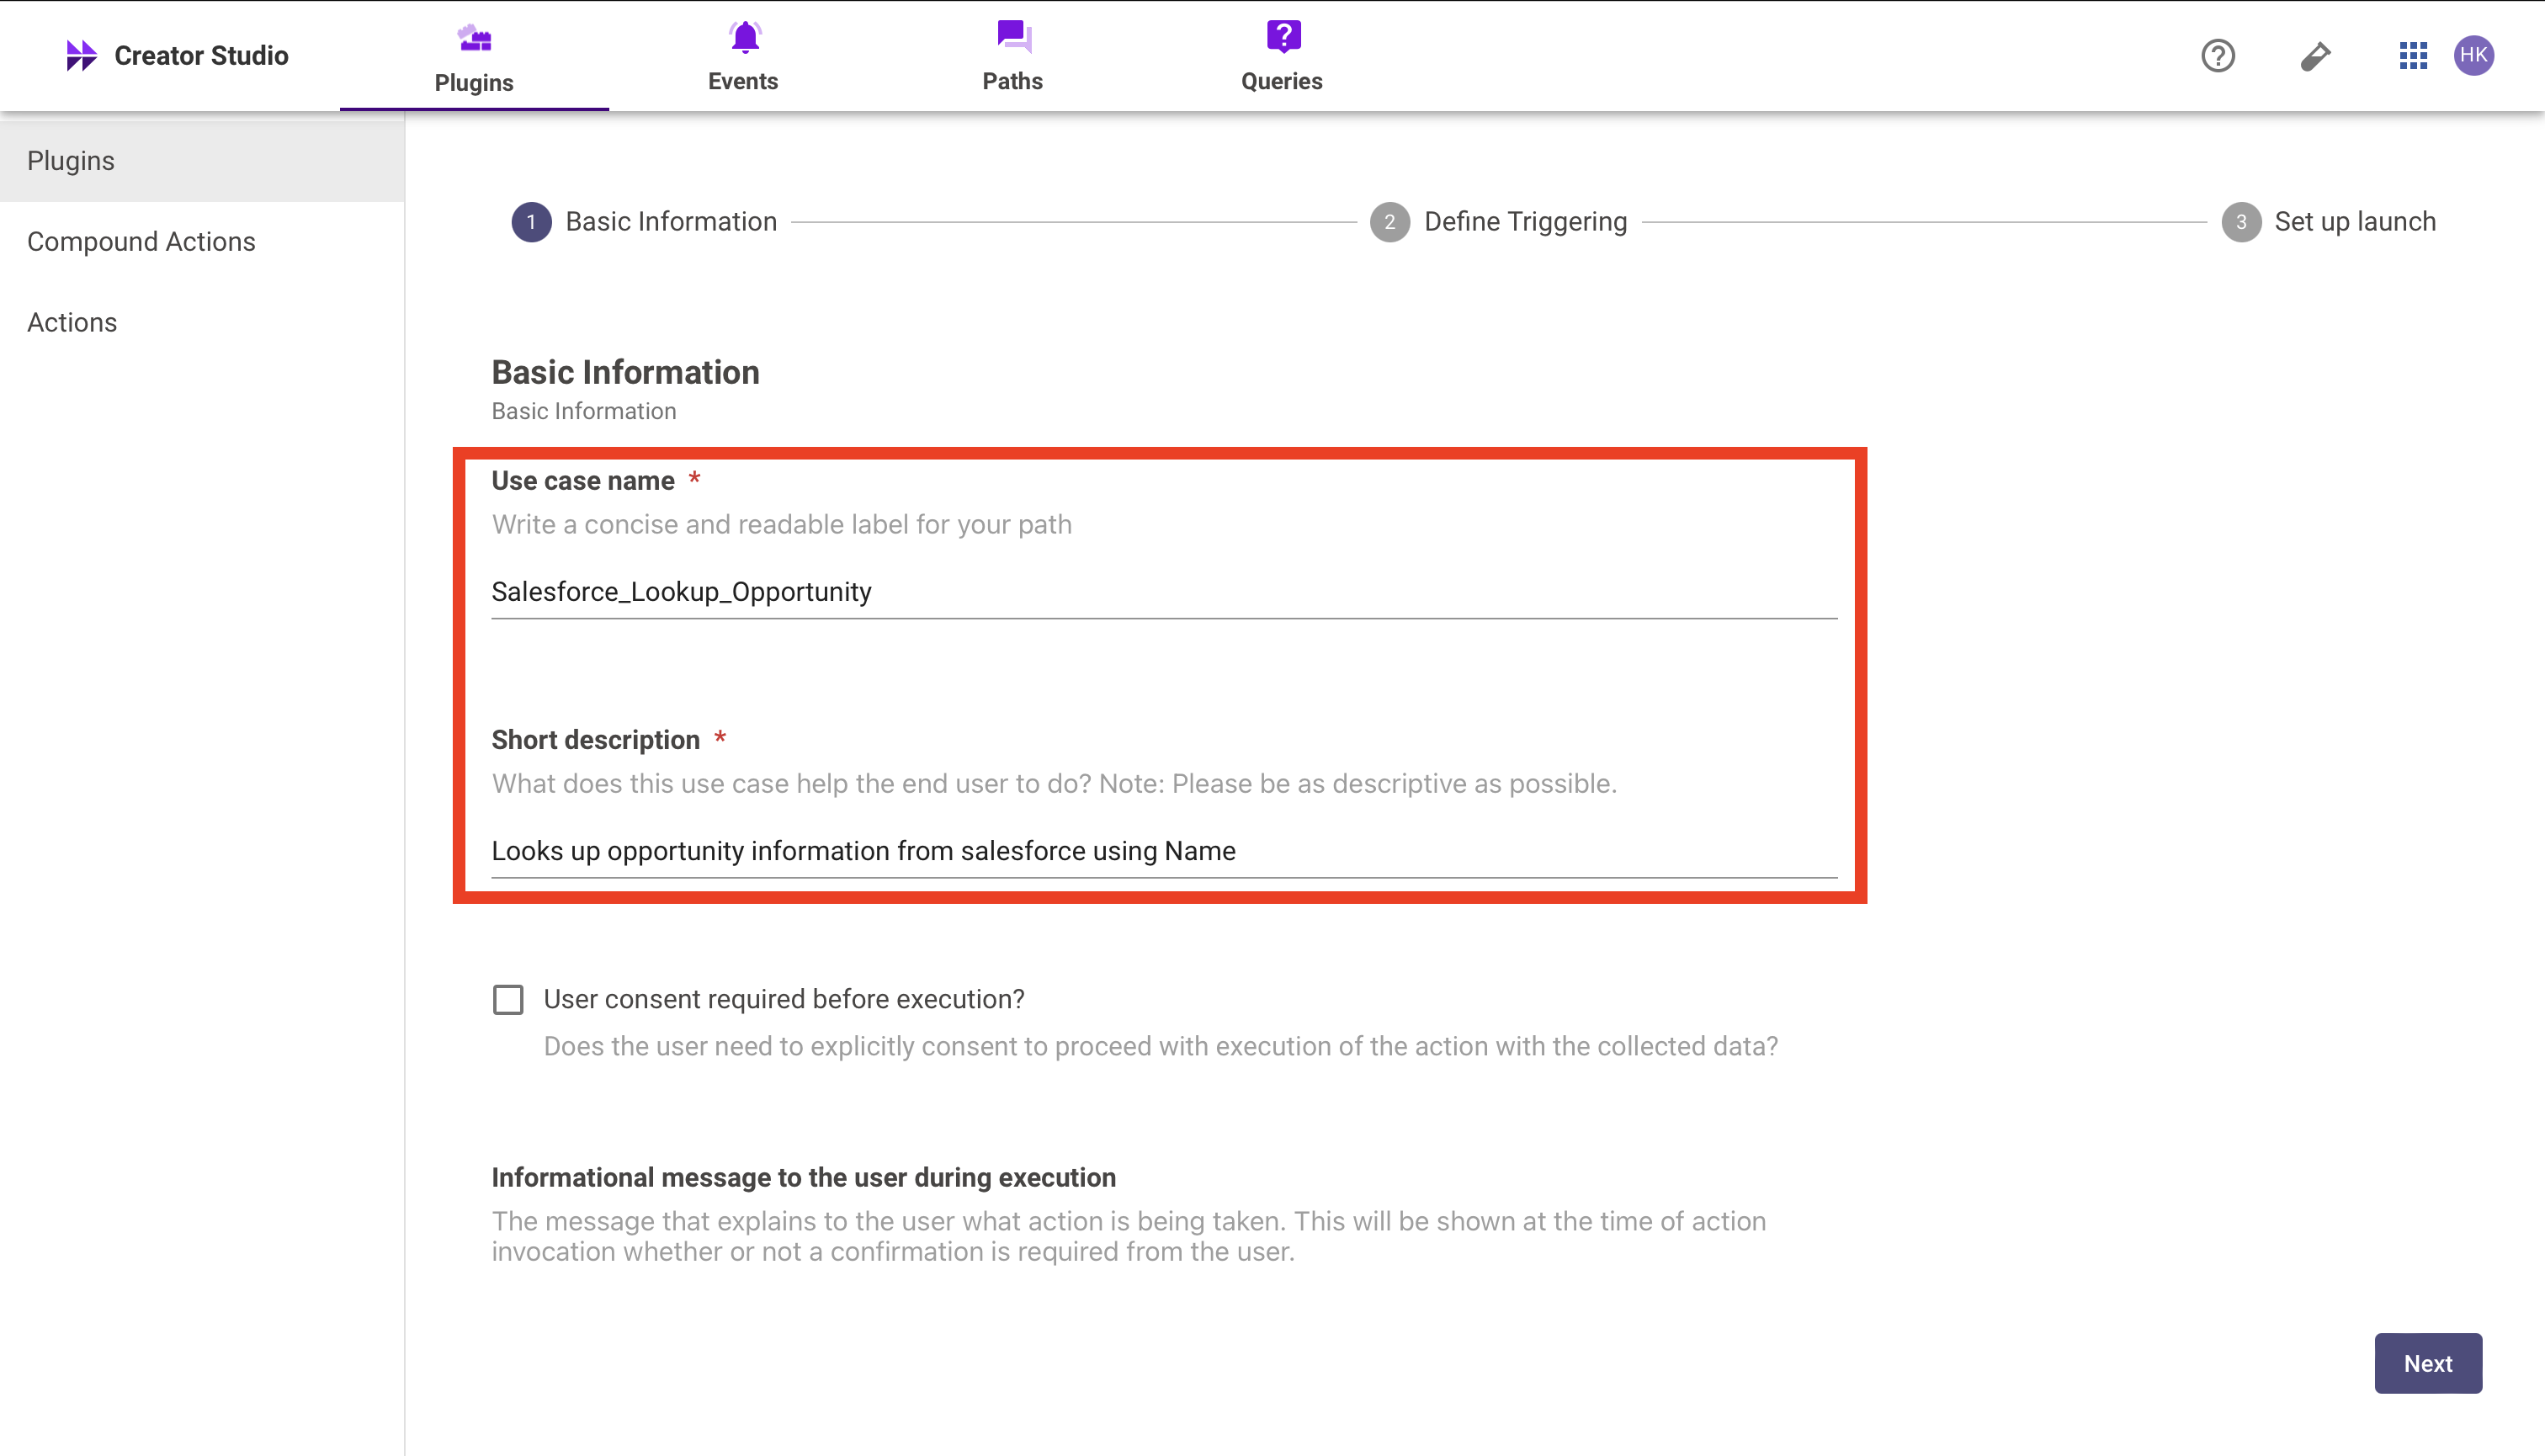 Creator Studio
Plugins
Events
Paths
Queries
HK
Plugins
Compound Actions
Actions
1 Basic Information
2 Define Triggering
3 Set up launch
Basic Information
Basic Information
Use case name *
Write a concise and readable label for your path
Salesforce_Lookup_Opportunity
Short description *
What does this use case help the end user to do? Note: Please be as descriptive as possible.
Looks up opportunity information from salesforce using Name
User consent required before execution?
Does the user need to explicitly consent to proceed with execution of the action with the collected data?
Informational message to the user during execution
The message that explains to the user what action is being taken. This will be shown at the time of action
invocation whether or not a confirmation is required from the user.
Next